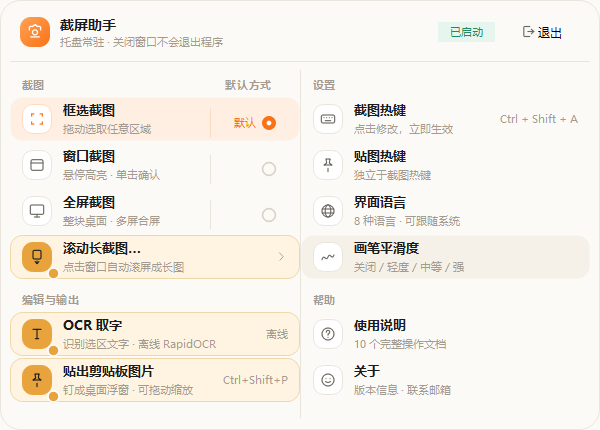 截屏助手
托盘常驻 · 关闭窗口不会退出程序
已启动
退出
截图
默认方式
框选截图
拖动选取任意区域
默认
窗口截图
悬停高亮 · 单击确认
全屏截图
整块桌面 · 多屏合屏
滚动长截图...
点击窗口自动滚屏成长图
编辑与输出
OCR 取字
识别选区文字 · 离线 RapidOCR
离线
贴出剪贴板图片
钉成桌面浮窗 · 可拖动缩放
Ctrl+Shift+P
设置
截图热键
点击修改，立即生效
Ctrl + Shift + A
贴图热键
独立于截图热键
界面语言
8 种语言 · 可跟随系统
画笔平滑度
关闭 / 轻度 / 中等 / 强
帮助
使用说明
10 个完整操作文档
关于
版本信息 · 联系邮箱